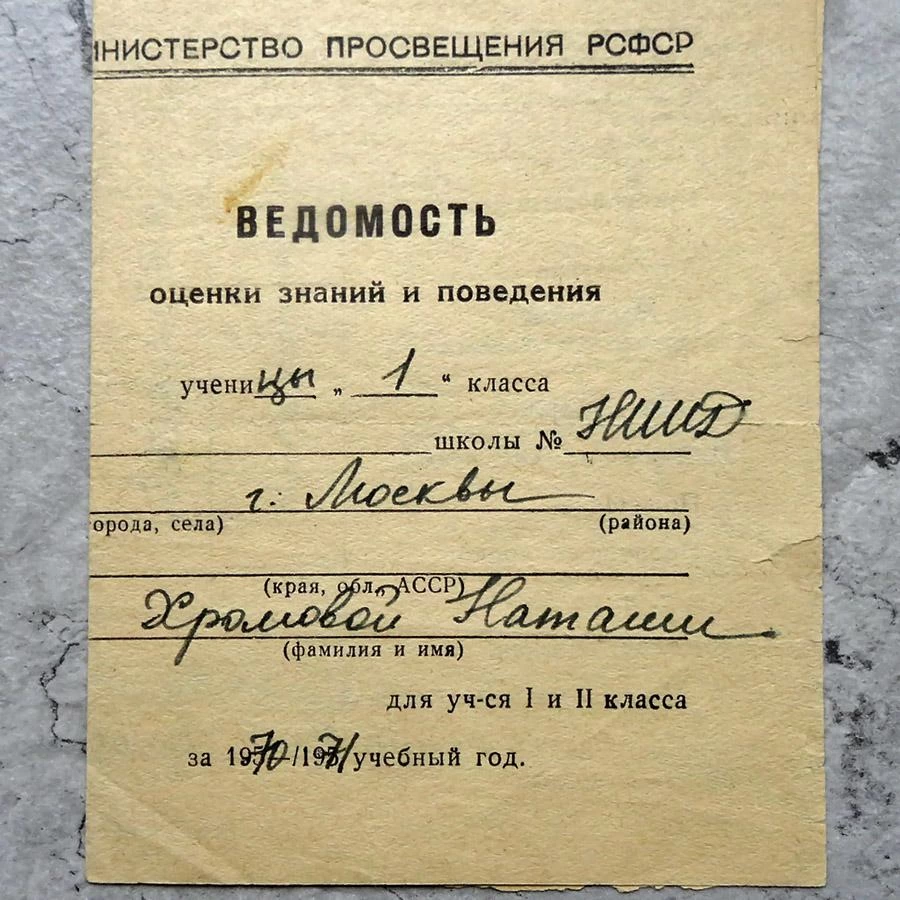 ИНИСТЕРСТВО ПРОСВЕЩЕНИЯ РСФСР
ВЕДОМОСТЬ
оценки знаний и поведения
ученицы „ 1 “ класса
школы № НИИД
г. Москвы
орода, села) (района)
(края, обл., АССР)
Хромовой Наташи
(фамилия и имя)
для уч-ся I и II класса
за 1970-/1971 учебный год.